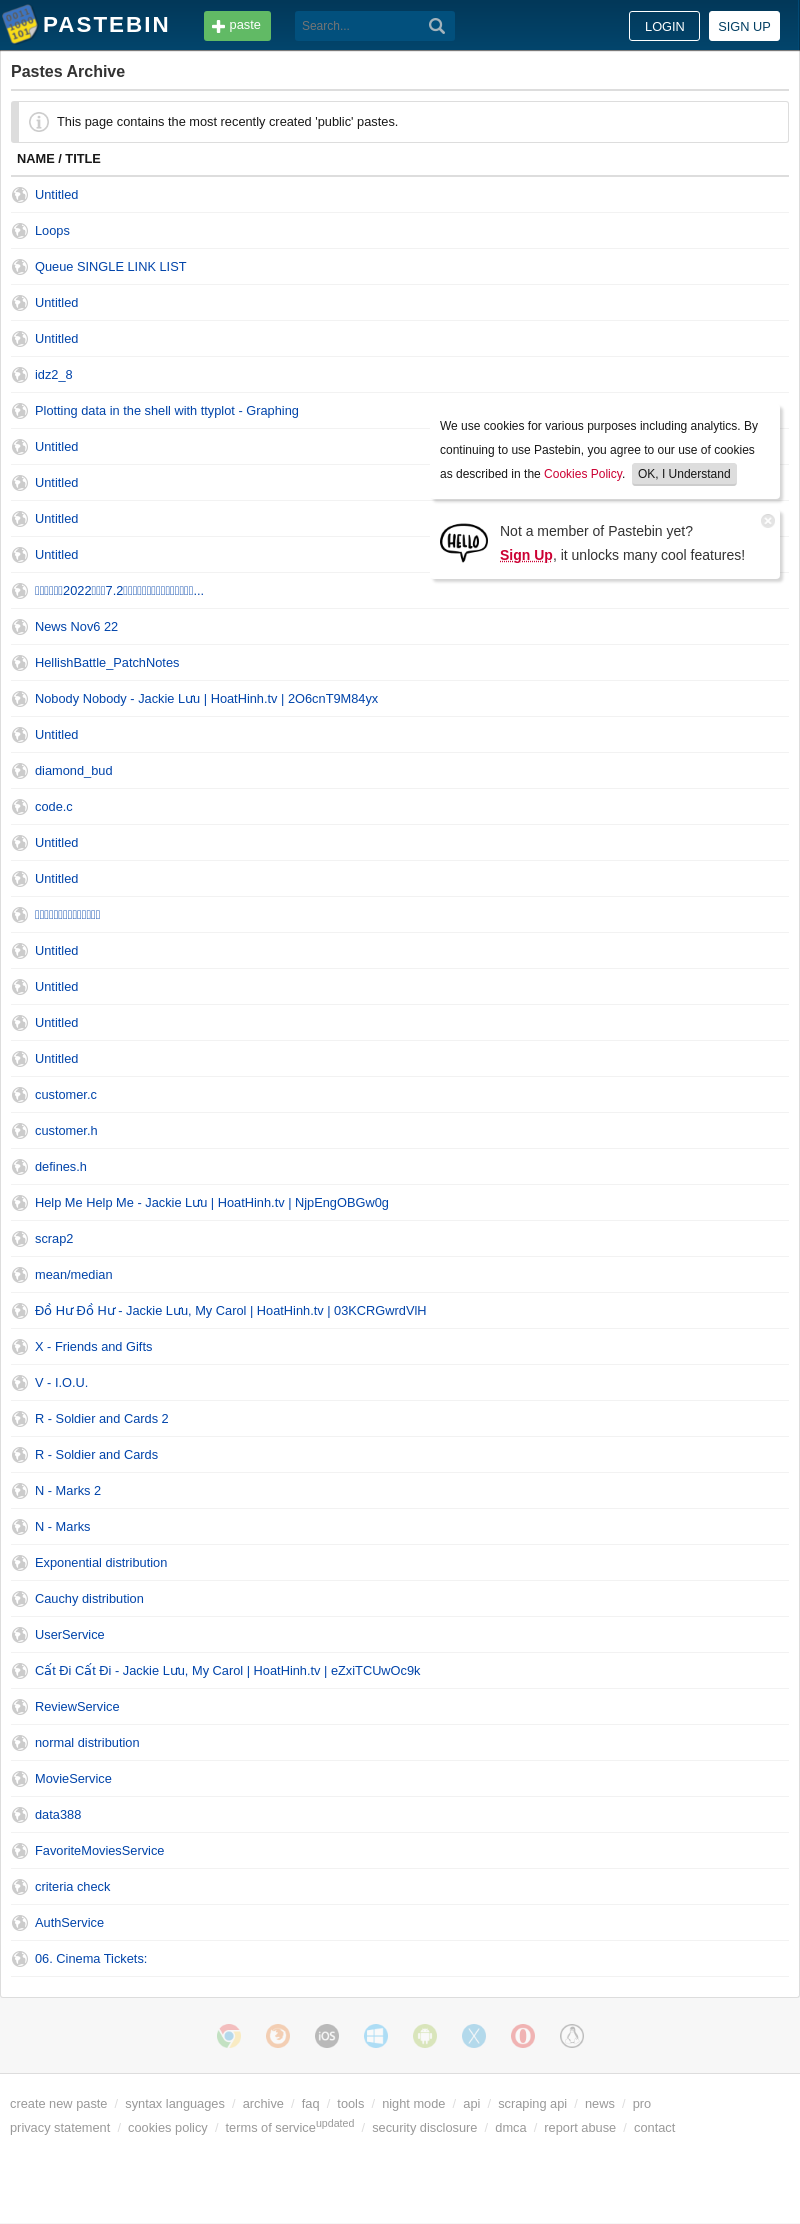 PASTEBIN paste Search... LOGIN SIGN UP
Pastes Archive
This page contains the most recently created 'public' pastes.
NAME / TITLE
Untitled
Loops
Queue SINGLE LINK LIST
Untitled
Untitled
idz2_8
Plotting data in the shell with ttyplot - Graphing
Untitled
Untitled
Untitled
Untitled
We use cookies for various purposes including analytics. By
continuing to use Pastebin, you agree to our use of cookies
as described in the Cookies Policy. OK, I Understand
HELLO
Not a member of Pastebin yet?
Sign Up, it unlocks many cool features!
2022 7.2 ...
News Nov6 22
HellishBattle_PatchNotes
Nobody Nobody - Jackie Lưu | HoatHinh.tv | 2O6cnT9M84yx
Untitled
diamond_bud
code.c
Untitled
Untitled
Untitled
Untitled
Untitled
Untitled
customer.c
customer.h
defines.h
Help Me Help Me - Jackie Lưu | HoatHinh.tv | NjpEngOBGw0g
scrap2
mean/median
Đồ Hư Đồ Hư - Jackie Lưu, My Carol | HoatHinh.tv | 03KCRGwrdVlH
X - Friends and Gifts
V - I.O.U.
R - Soldier and Cards 2
R - Soldier and Cards
N - Marks 2
N - Marks
Exponential distribution
Cauchy distribution
UserService
Cất Đi Cất Đi - Jackie Lưu, My Carol | HoatHinh.tv | eZxiTCUwOc9k
ReviewService
normal distribution
MovieService
data388
FavoriteMoviesService
criteria check
AuthService
06. Cinema Tickets:
iOS
create new paste / syntax languages / archive / faq / tools / night mode / api / scraping api / news / pro
privacy statement / cookies policy / terms of service updated / security disclosure / dmca / report abuse / contact